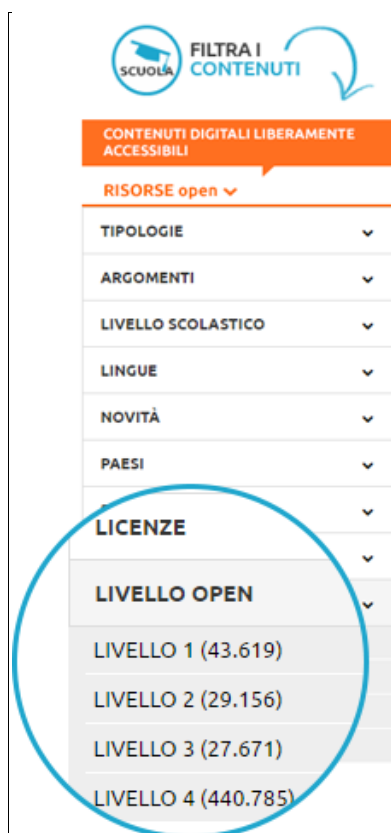 SCUOLA
FILTRA I
CONTENUTI
CONTENUTI DIGITALI LIBERAMENTE
ACCESSIBILI
RISORSE open
TIPOLOGIE
ARGOMENTI
LIVELLO SCOLASTICO
LINGUE
NOVITÀ
PAESI
LICENZE
LIVELLO OPEN
LIVELLO 1 (43.619)
LIVELLO 2 (29.156)
LIVELLO 3 (27.671)
LIVELLO 4 (440.785)